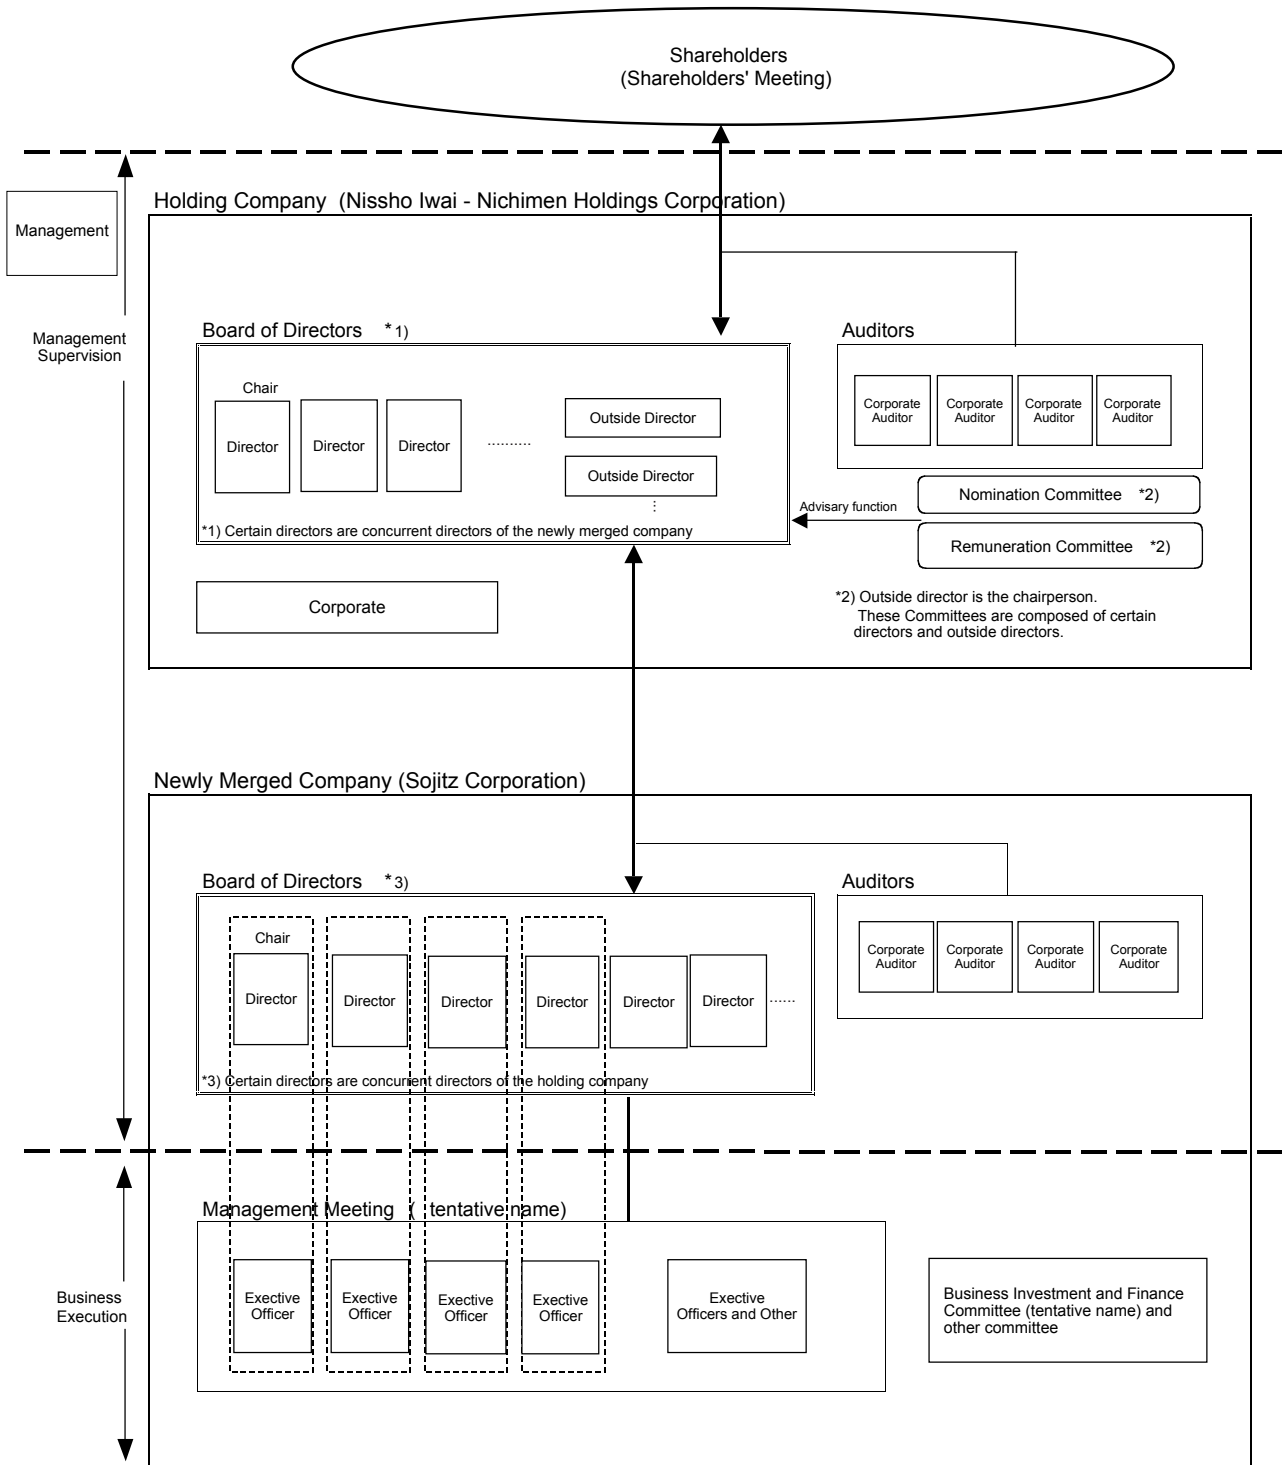 Shareholders
(Shareholders' Meeting)
Management
Holding Company (Nissho Iwai - Nichimen Holdings Corporation)
Management
Supervision
Board of Directors *1)
Chair
Director
Director
Director
..........
Outside Director
Outside Director
...
*1) Certain directors are concurrent directors of the newly merged company
Auditors
Corporate
Auditor
Corporate
Auditor
Corporate
Auditor
Corporate
Auditor
Advisary function
Nomination Committee *2)
Remuneration Committee *2)
*2) Outside director is the chairperson.
These Committees are composed of certain
directors and outside directors.
Corporate
Newly Merged Company (Sojitz Corporation)
Board of Directors *3)
Chair
Director
Director
Director
Director
Director
Director
......
*3) Certain directors are concurrent directors of the holding company
Auditors
Corporate
Auditor
Corporate
Auditor
Corporate
Auditor
Corporate
Auditor
Business
Execution
Management Meeting ( tentative name)
Exective
Officer
Exective
Officer
Exective
Officer
Exective
Officer
Exective
Officers and Other
Business Investment and Finance
Committee (tentative name) and
other committee